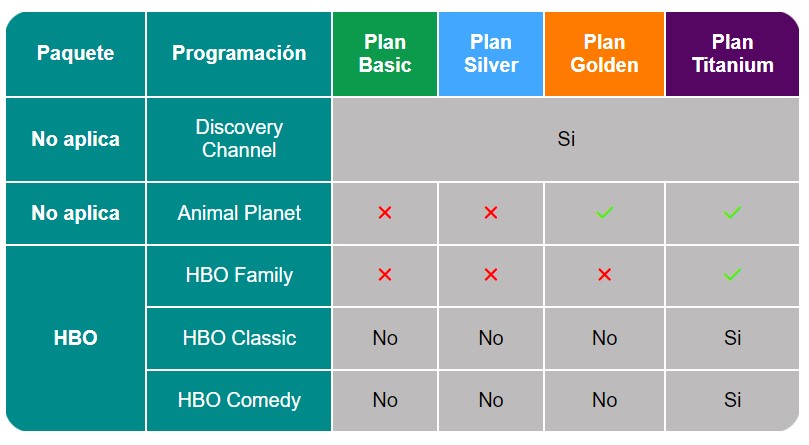 Paquete
Programación
Plan
Basic
Plan
Silver
Plan
Golden
Plan
Titanium
No aplica
Discovery
Channel
Si
No aplica
Animal Planet
HBO
HBO Family
HBO Classic
No
No
No
Si
HBO Comedy
No
No
No
Si